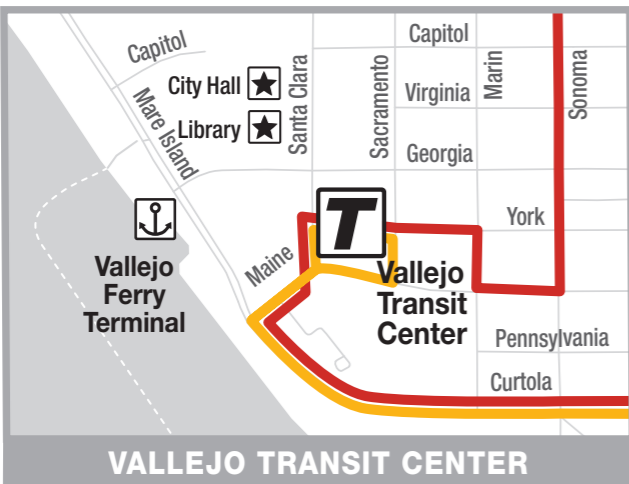 Capitol
Capitol
City Hall
Library
Mare Island
Santa Clara
Sacramento
Virginia
Marin
Sonoma
Georgia
T
York
Maine
Vallejo
Ferry
Terminal
Vallejo
Transit
Center
Pennsylvania
Curtola
VALLEJO TRANSIT CENTER